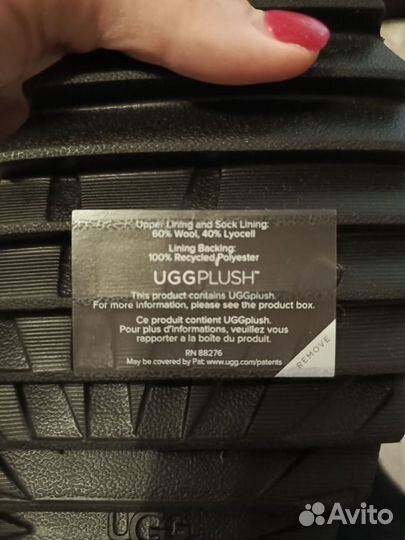 Upper Lining and Sock Lining:
60% Wool, 40% Lyocell
Lining Backing:
100% Recycled Polyester
UGGPLUSH™
This product contains UGGplush.
For more information, please see the product box.
Ce produit contient UGGplush.
Pour plus d'informations, veuillez vous
rapporter a la boîte du produit.
RN 88276
May be covered by Pat: www.ugg.com/patents
REMOVE
UGG
Avito